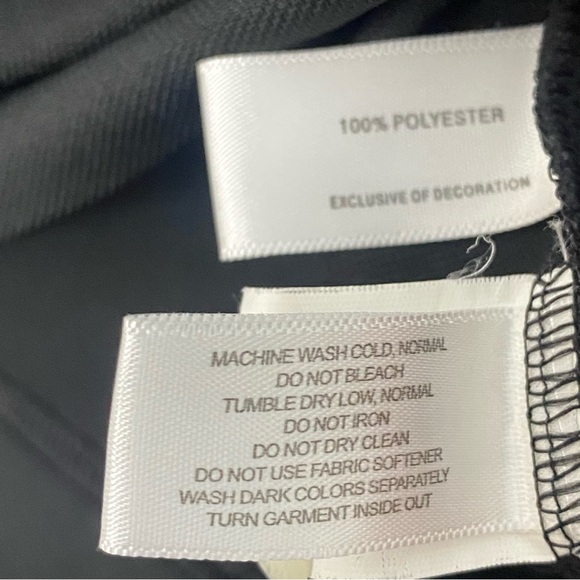 100% POLYESTER
EXCLUSIVE OF DECORATION
MACHINE WASH COLD, NORMAL
DO NOT BLEACH
TUMBLE DRY LOW, NORMAL
DO NOT IRON
DO NOT DRY CLEAN
DO NOT USE FABRIC SOFTENER
WASH DARK COLORS SEPARATELY
TURN GARMENT INSIDE OUT